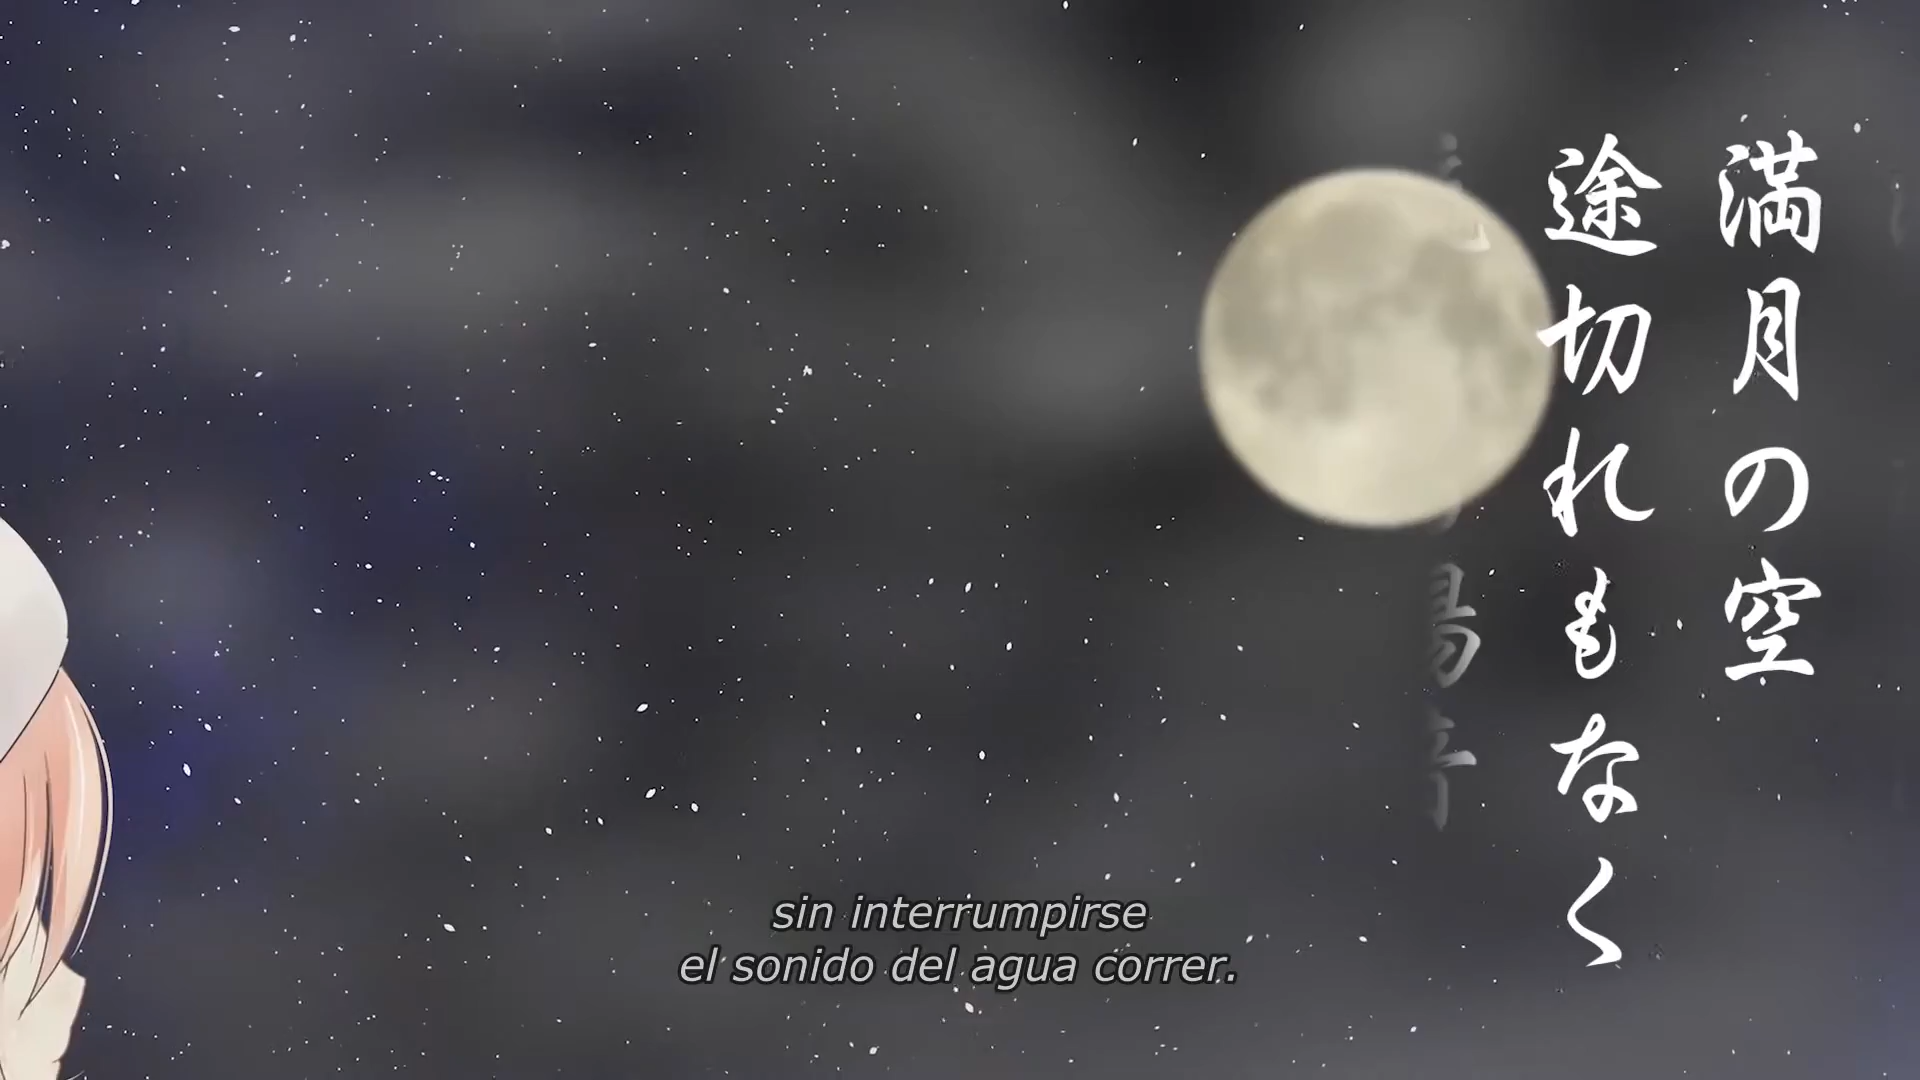 満月の空
途切れもなく
sin interrumpirse
el sonido del agua correr.